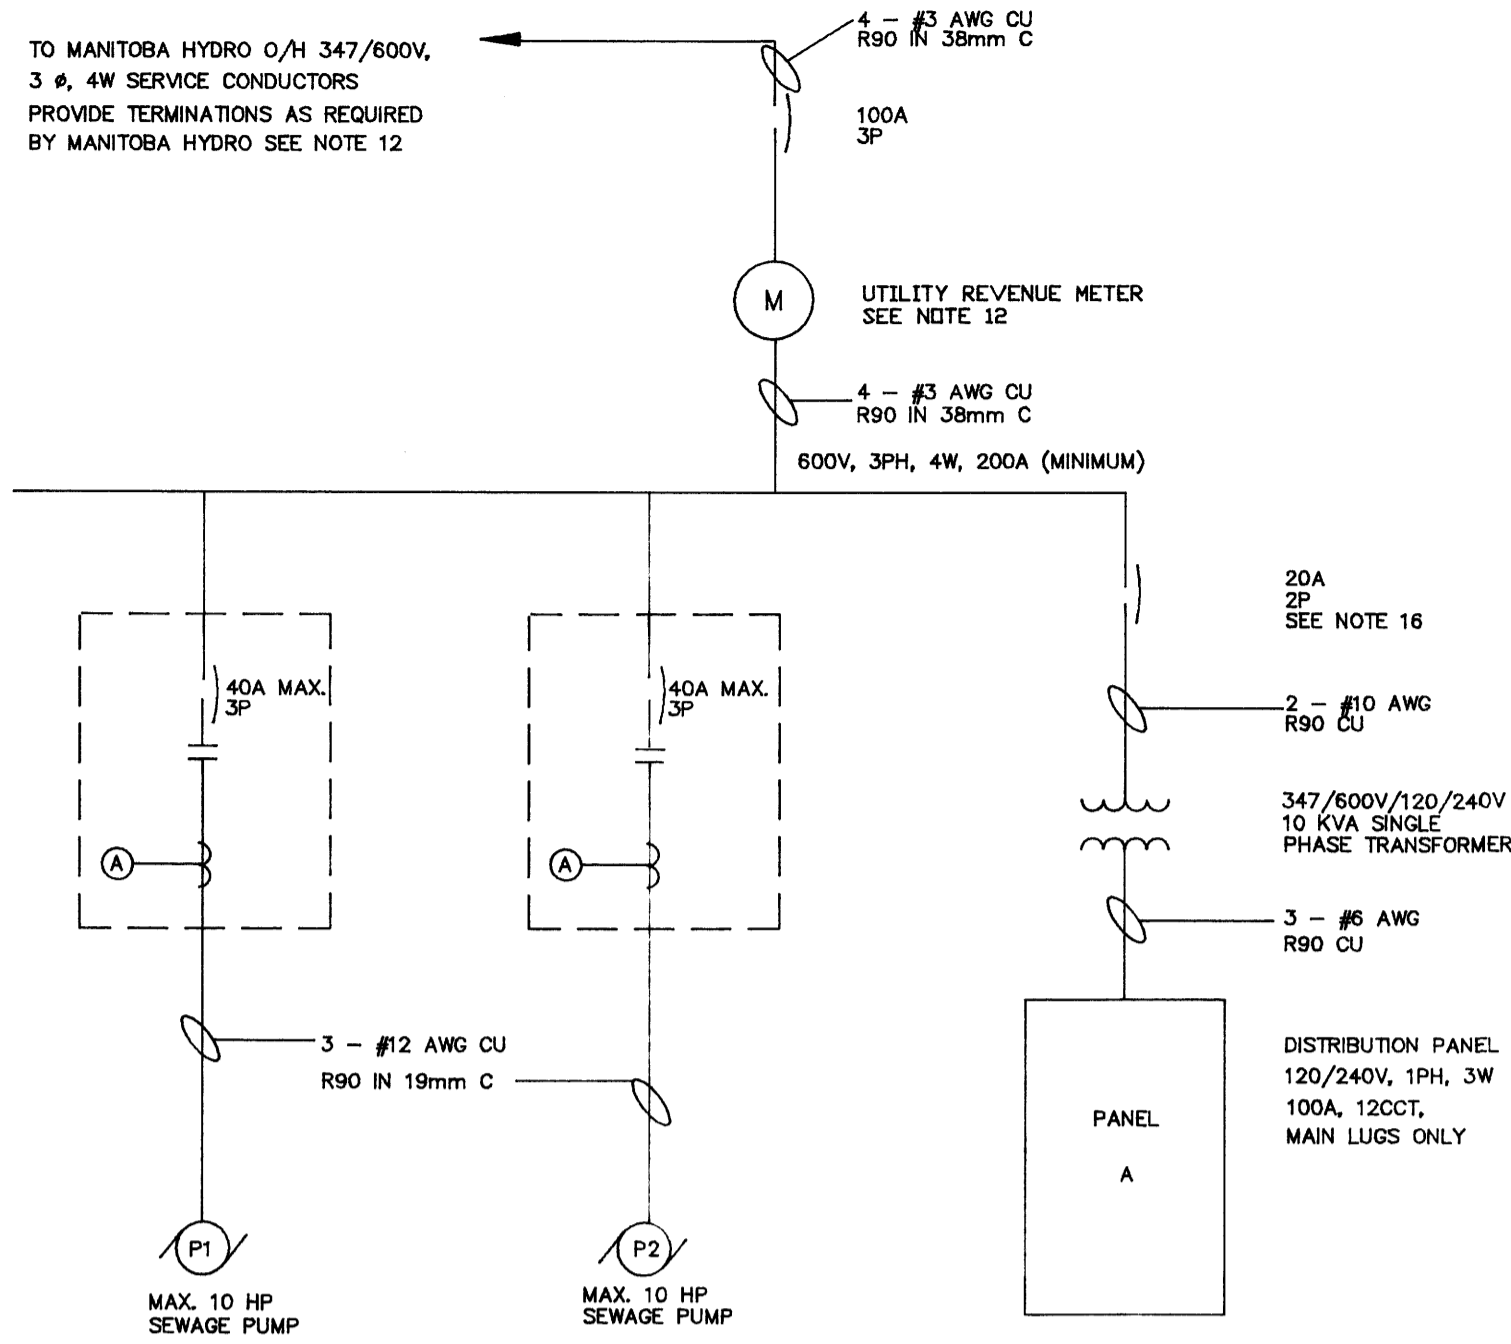 TO MANITOBA HYDRO O/H 347/600V,
3 ø, 4W SERVICE CONDUCTORS
PROVIDE TERMINATIONS AS REQUIRED
BY MANITOBA HYDRO SEE NOTE 12
4 – #3 AWG CU
R90 IN 38mm C
100A
3P
M
UTILITY REVENUE METER
SEE NOTE 12
4 – #3 AWG CU
R90 IN 38mm C
600V, 3PH, 4W, 200A (MINIMUM)
40A MAX.
3P
A
40A MAX.
3P
A
20A
2P
SEE NOTE 16
2 – #10 AWG
R90 CU
347/600V/120/240V
10 KVA SINGLE
PHASE TRANSFORMER
3 – #6 AWG
R90 CU
3 – #12 AWG CU
R90 IN 19mm C
PANEL
A
DISTRIBUTION PANEL
120/240V, 1PH, 3W
100A, 12CCT,
MAIN LUGS ONLY
P1
MAX. 10 HP
SEWAGE PUMP
P2
MAX. 10 HP
SEWAGE PUMP